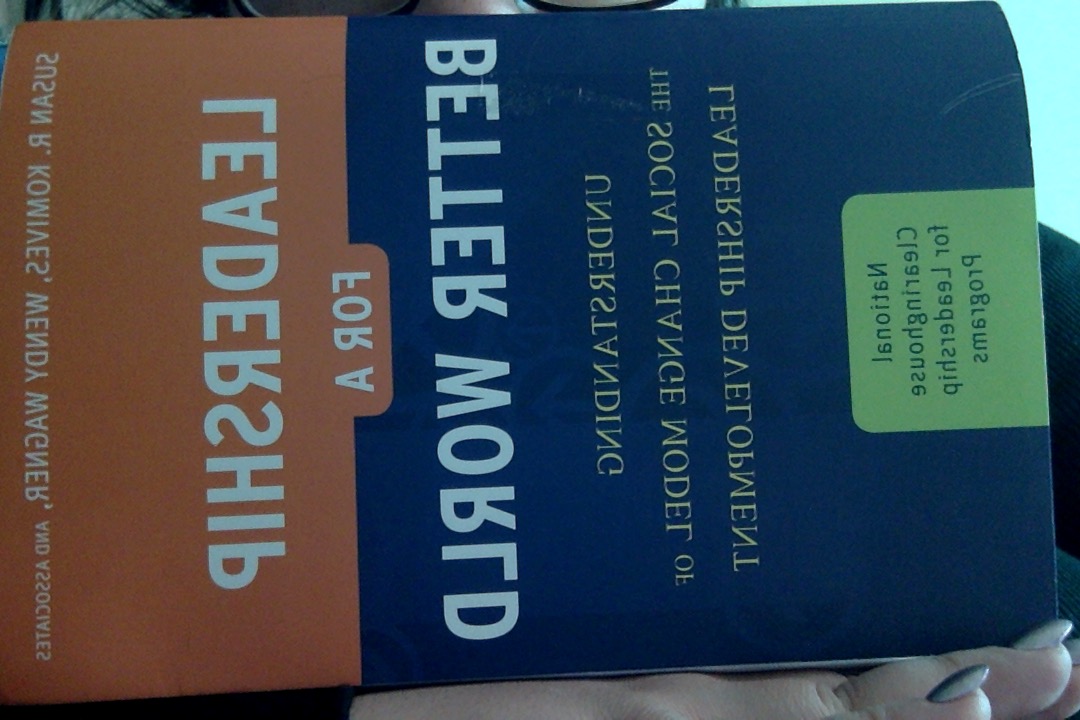 SUSAN R. KOMIVES, WENDY WAGNER, AND ASSOCIATES
LEADERSHIP
FOR A
BETTER WORLD
UNDERSTANDING
THE SOCIAL CHANGE MODEL OF
LEADERSHIP DEVELOPMENT
National
Clearinghouse
for Leadership
Programs